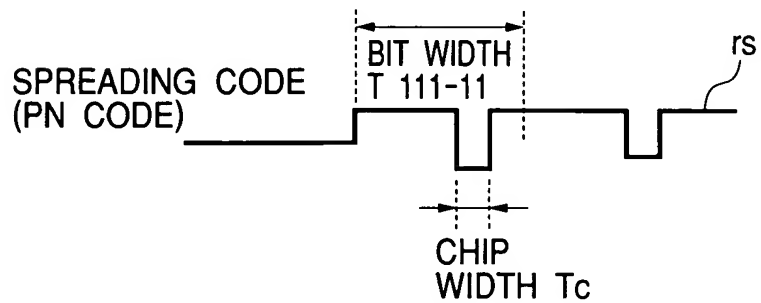 BIT WIDTH
T 111-11
rs
SPREADING CODE
(PN CODE)
CHIP
WIDTH Tc